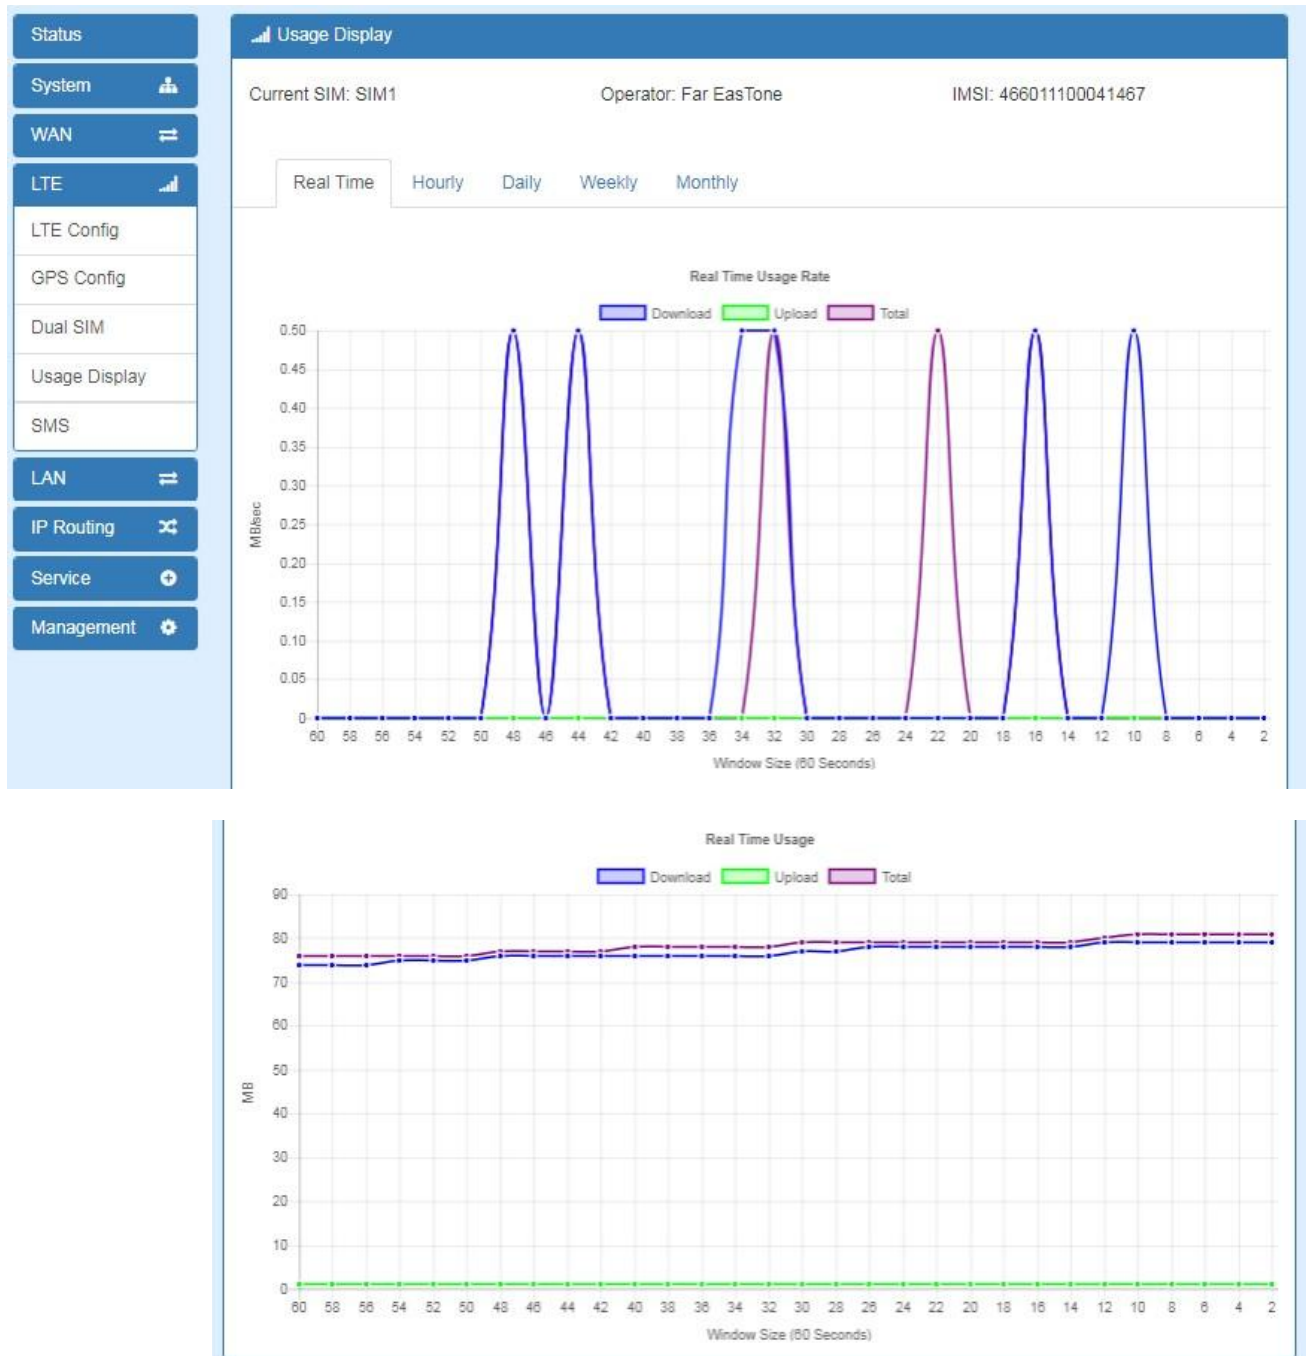 Status
System
WAN
LTE
LTE Config
GPS Config
Dual SIM
Usage Display
SMS
LAN
IP Routing
Service
Management
Usage Display
Current SIM: SIM1 Operator: Far EasTone IMSI: 466011100041467
Real Time Hourly Daily Weekly Monthly
Real Time Usage Rate
Download Upload Total
0.50
0.45
0.40
0.35
0.30
0.25
0.20
0.15
0.10
0.05
0
MB/sec
60 58 56 54 52 50 48 46 44 42 40 38 36 34 32 30 28 26 24 22 20 18 16 14 12 10 8 6 4 2
Window Size (60 Seconds)
Real Time Usage
Download Upload Total
90
80
70
60
50
40
30
20
10
0
MB
60 58 56 54 52 50 48 46 44 42 40 38 36 34 32 30 28 26 24 22 20 18 16 14 12 10 8 6 4 2
Window Size (60 Seconds)